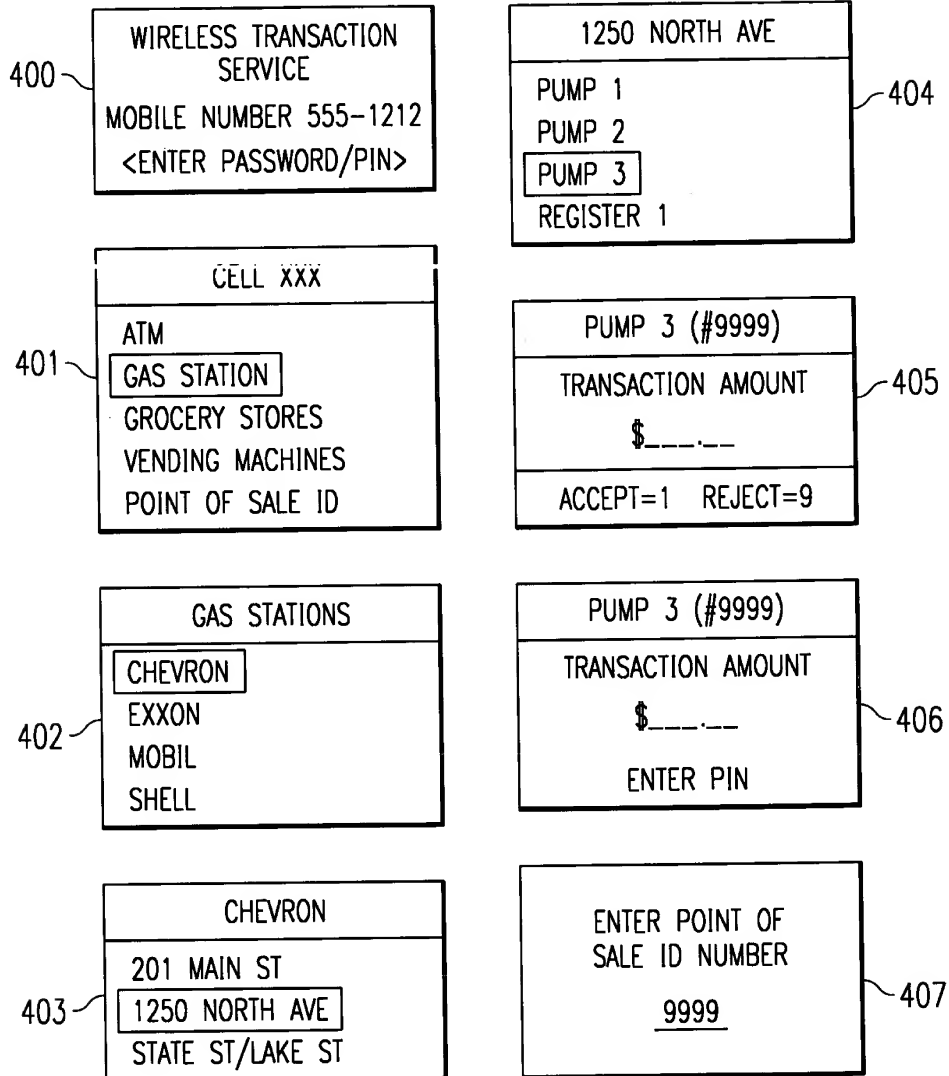 WIRELESS TRANSACTION
SERVICE
MOBILE NUMBER 555-1212
<ENTER PASSWORD/PIN>
400
CELL XXX
ATM
GAS STATION
GROCERY STORES
VENDING MACHINES
POINT OF SALE ID
401
GAS STATIONS
CHEVRON
EXXON
MOBIL
SHELL
402
CHEVRON
201 MAIN ST
1250 NORTH AVE
STATE ST/LAKE ST
403
1250 NORTH AVE
PUMP 1
PUMP 2
PUMP 3
REGISTER 1
404
PUMP 3 (#9999)
TRANSACTION AMOUNT
$___.__
ACCEPT=1 REJECT=9
405
PUMP 3 (#9999)
TRANSACTION AMOUNT
$___.__
ENTER PIN
406
ENTER POINT OF
SALE ID NUMBER
9999
407